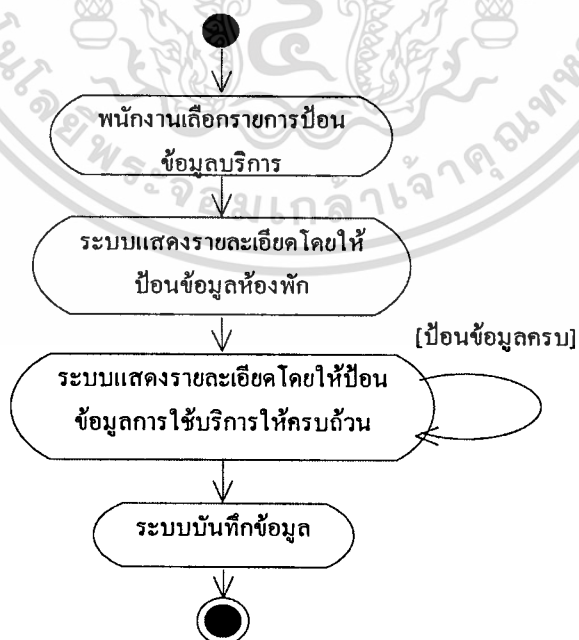 พนักงานเลือกรายการป้อน
ข้อมูลบริการ
ระบบแสดงรายละเอียดโดยให้
ป้อนข้อมูลห้องพัก
[ป้อนข้อมูลครบ]
ระบบแสดงรายละเอียดโดยให้ป้อน
ข้อมูลการใช้บริการให้ครบถ้วน
ระบบบันทึกข้อมูล